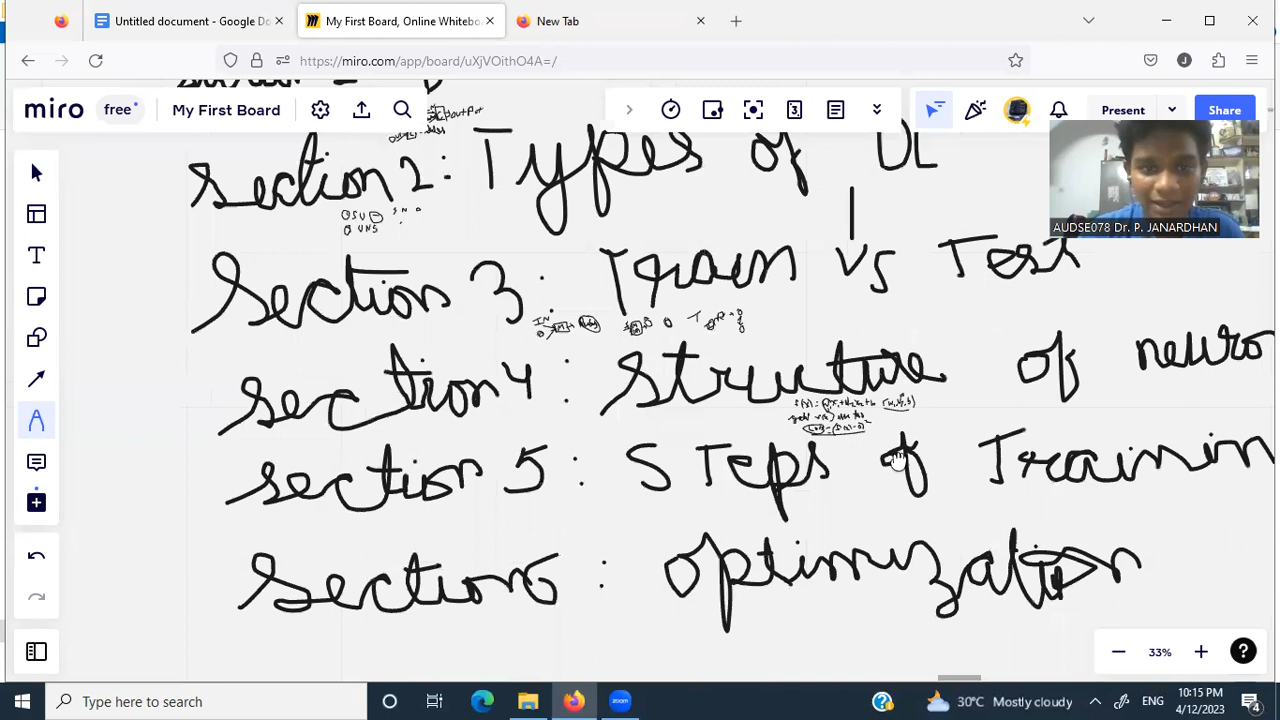 Untitled document - Google Do
My First Board, Online Whitebo
New Tab
https://miro.com/app/board/uXjVOithO4A=7
miro free My First Board
Present
Share
section 2: Types of DL
AUDSE078 Dr. P. JANARDHAN
section 3: Train vs Test
section 4: structure of neuro
section 5: STeps of Trainin
section : optimization
33%
Type here to search
30°C Mostly cloudy
ENG
10:15 PM
4/12/2023
4